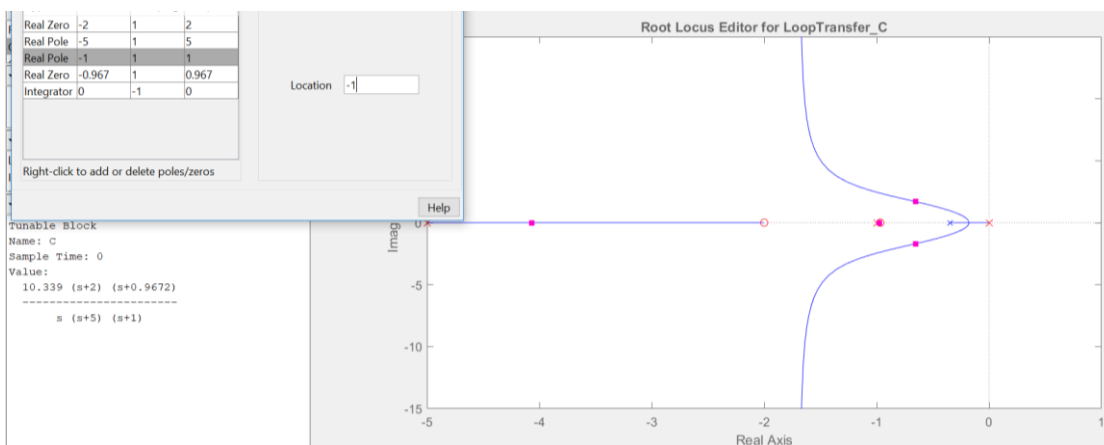 Root Locus Editor for LoopTransfer_C
Real Zero -2 1 2
Real Pole -5 1 5
Real Pole -1 1 1
Real Zero -0.967 1 0.967
Integrator 0 -1 0
Location -1
Right-click to add or delete poles/zeros
Help
Tunable Block
Name: C
Sample Time: 0
Value:
10.339 (s+2) (s+0.9672)
-----------------------
s (s+5) (s+1)
Imag
0
-5
-10
-15
-5 -4 -3 -2 -1 0 1
Real Axis